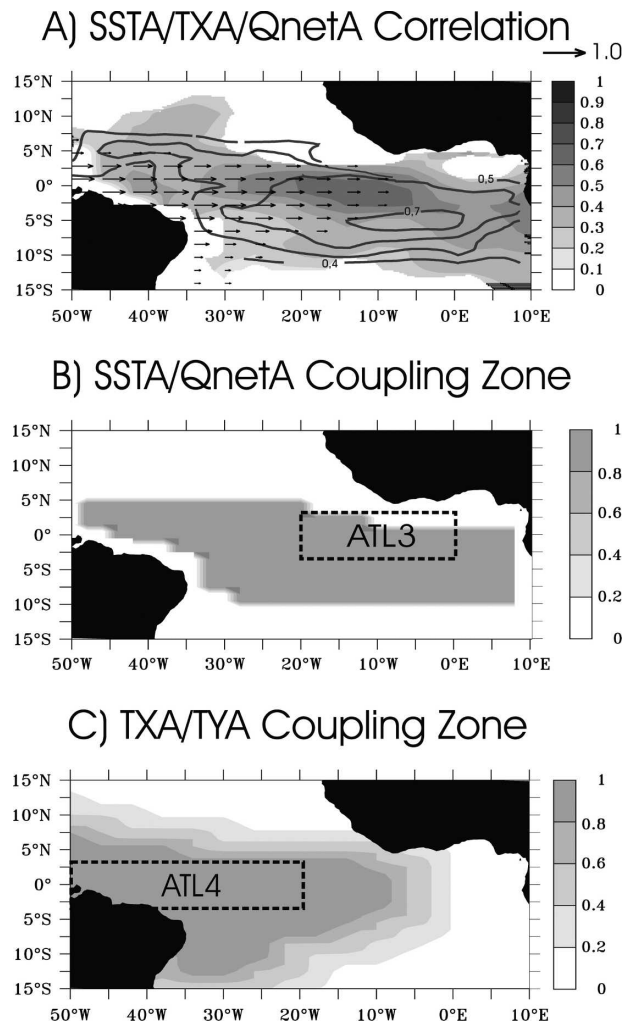 A) SSTA/TXA/QnetA Correlation
1.0
15°N
10°N
5°N
0°
5°S
10°S
15°S
0,5
0,7
0,4
1
0.9
0.8
0.7
0.6
0.5
0.4
0.3
0.2
0.1
0
50°W 40°W 30°W 20°W 10°W 0°E 10°E
B) SSTA/QnetA Coupling Zone
15°N
10°N
5°N
0°
5°S
10°S
15°S
ATL3
1
0.8
0.6
0.4
0.2
0
50°W 40°W 30°W 20°W 10°W 0°E 10°E
C) TXA/TYA Coupling Zone
15°N
10°N
5°N
0°
5°S
10°S
15°S
ATL4
1
0.8
0.6
0.4
0.2
0
50°W 40°W 30°W 20°W 10°W 0°E 10°E